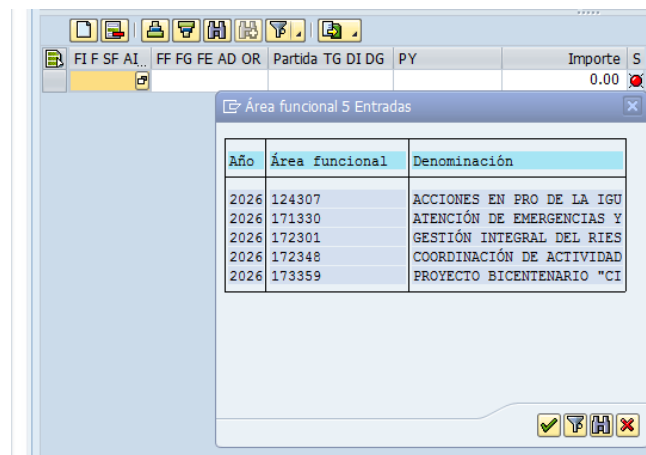 FI F SF AI.. FF FG FE AD OR Partida TG DI DG PY Importe S
0.00
Área funcional 5 Entradas
Año Área funcional Denominación
2026 124307 ACCIONES EN PRO DE LA IGU
2026 171330 ATENCIÓN DE EMERGENCIAS Y
2026 172301 GESTIÓN INTEGRAL DEL RIES
2026 172348 COORDINACIÓN DE ACTIVIDAD
2026 173359 PROYECTO BICENTENARIO "CI